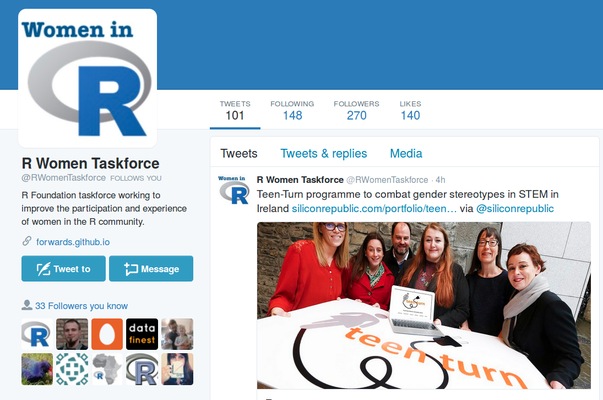 Women in
R
TWEETS FOLLOWING FOLLOWERS LIKES
101 148 270 140
R Women Taskforce
@RWomenTaskforce FOLLOWS YOU
R Foundation taskforce working to
improve the participation and experience
of women in the R community.
forwards.github.io
Tweet to Message
33 Followers you know
R
data
finest
R
R
Tweets Tweets & replies Media
Women in
R
R Women Taskforce @RWomenTaskforce · 4h
Teen-Turn programme to combat gender stereotypes in STEM in
Ireland siliconrepublic.com/portfolio/teen… via @siliconrepublic
teen turn
teen turn